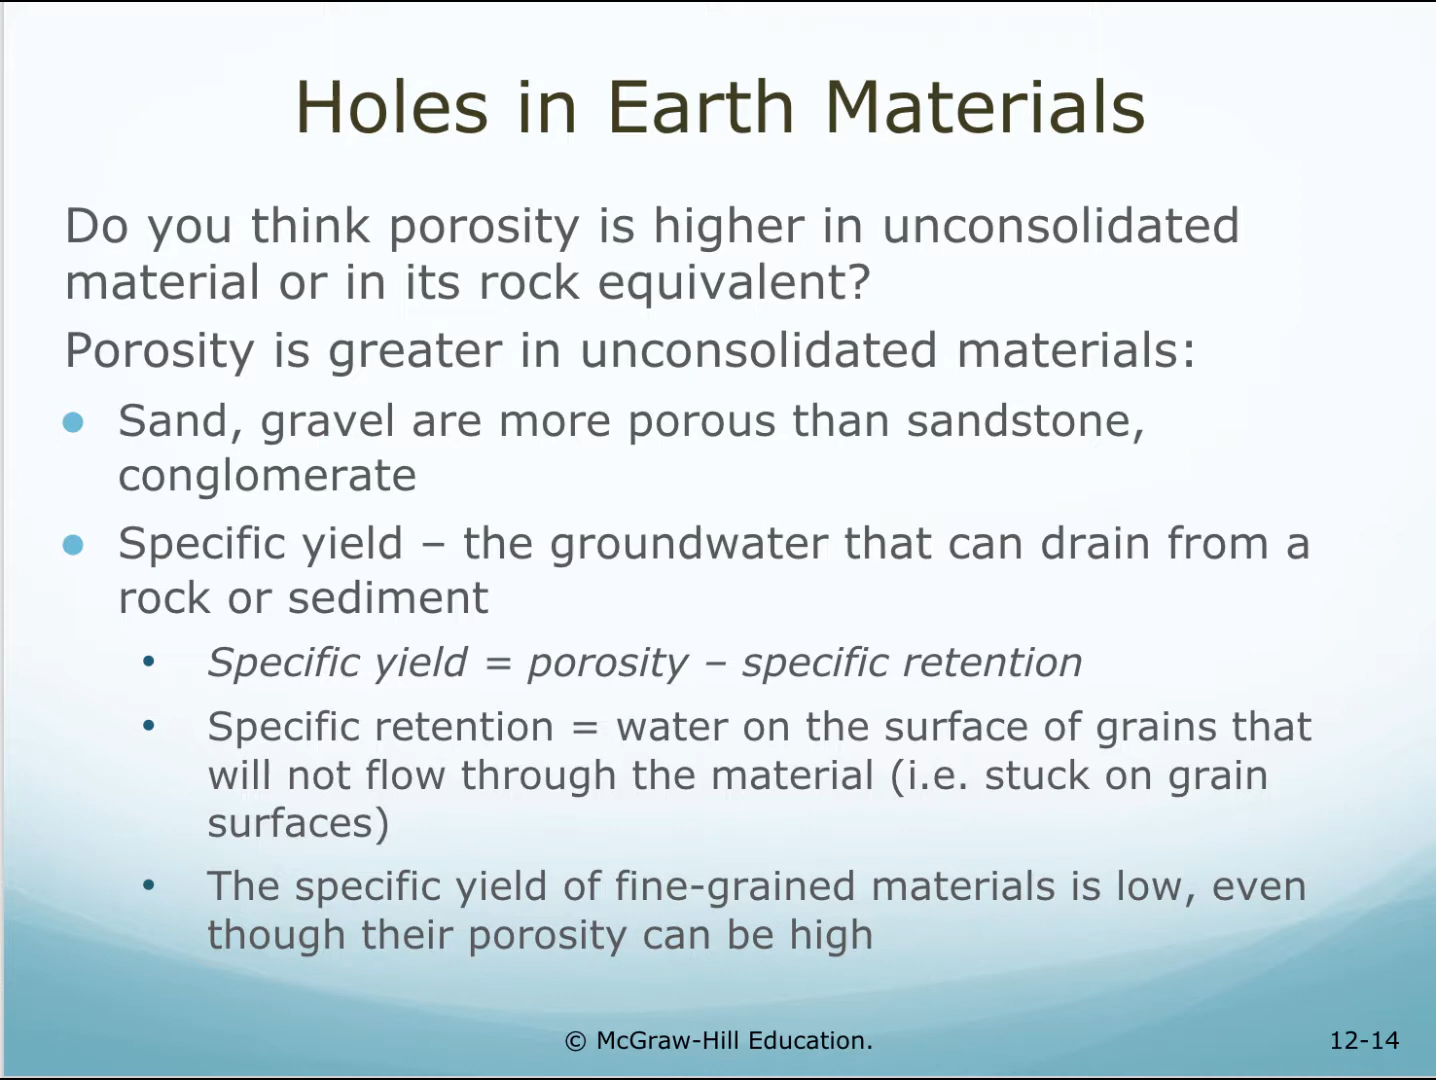 Holes in Earth Materials
Do you think porosity is higher in unconsolidated
material or in its rock equivalent?
Porosity is greater in unconsolidated materials:
● Sand, gravel are more porous than sandstone,
conglomerate
● Specific yield – the groundwater that can drain from a
rock or sediment
• Specific yield = porosity – specific retention
• Specific retention = water on the surface of grains that
will not flow through the material (i.e. stuck on grain
surfaces)
• The specific yield of fine-grained materials is low, even
though their porosity can be high
© McGraw-Hill Education.
12-14